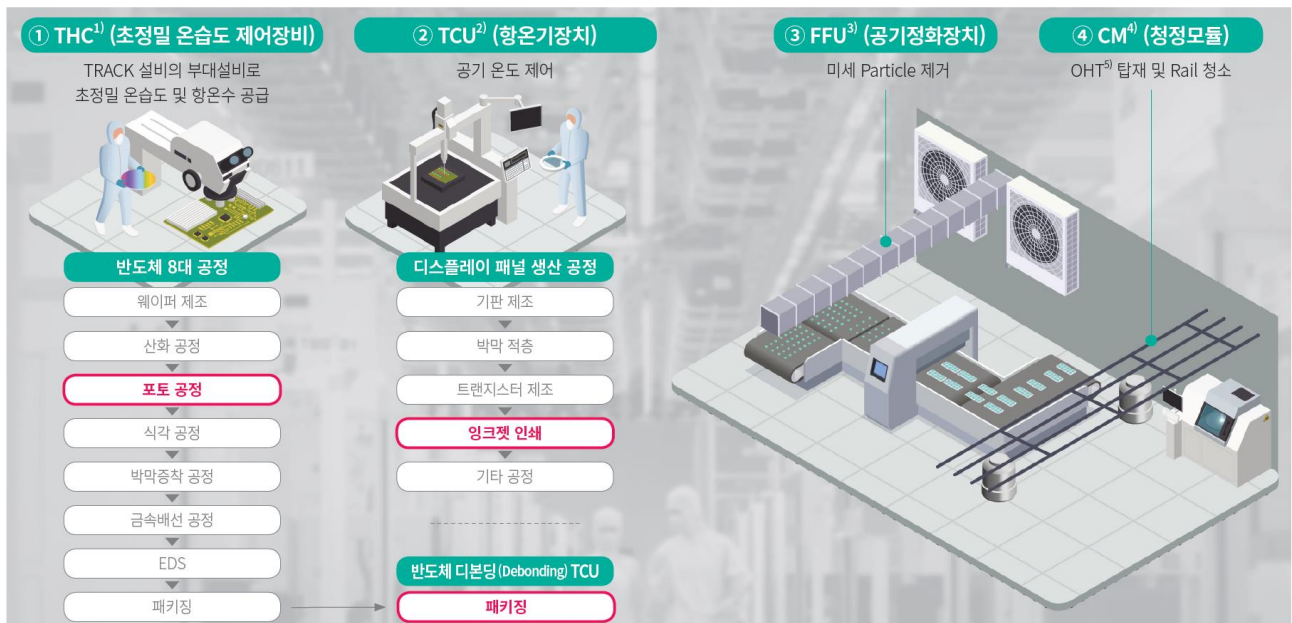 ① THC1) (초정밀 온습도 제어장비)
TRACK 설비의 부대설비로
초정밀 온습도 및 항온수 공급
반도체 8대 공정
웨이퍼 제조
산화 공정
포토 공정
식각 공정
박막증착 공정
금속배선 공정
EDS
패키징
② TCU2) (항온기장치)
공기 온도 제어
디스플레이 패널 생산 공정
기판 제조
박막 적층
트랜지스터 제조
잉크젯 인쇄
기타 공정
반도체 디본딩(Debonding) TCU
패키징
③ FFU3) (공기정화장치)
미세 Particle 제거
④ CM4) (청정모듈)
OHT5) 탑재 및 Rail 청소